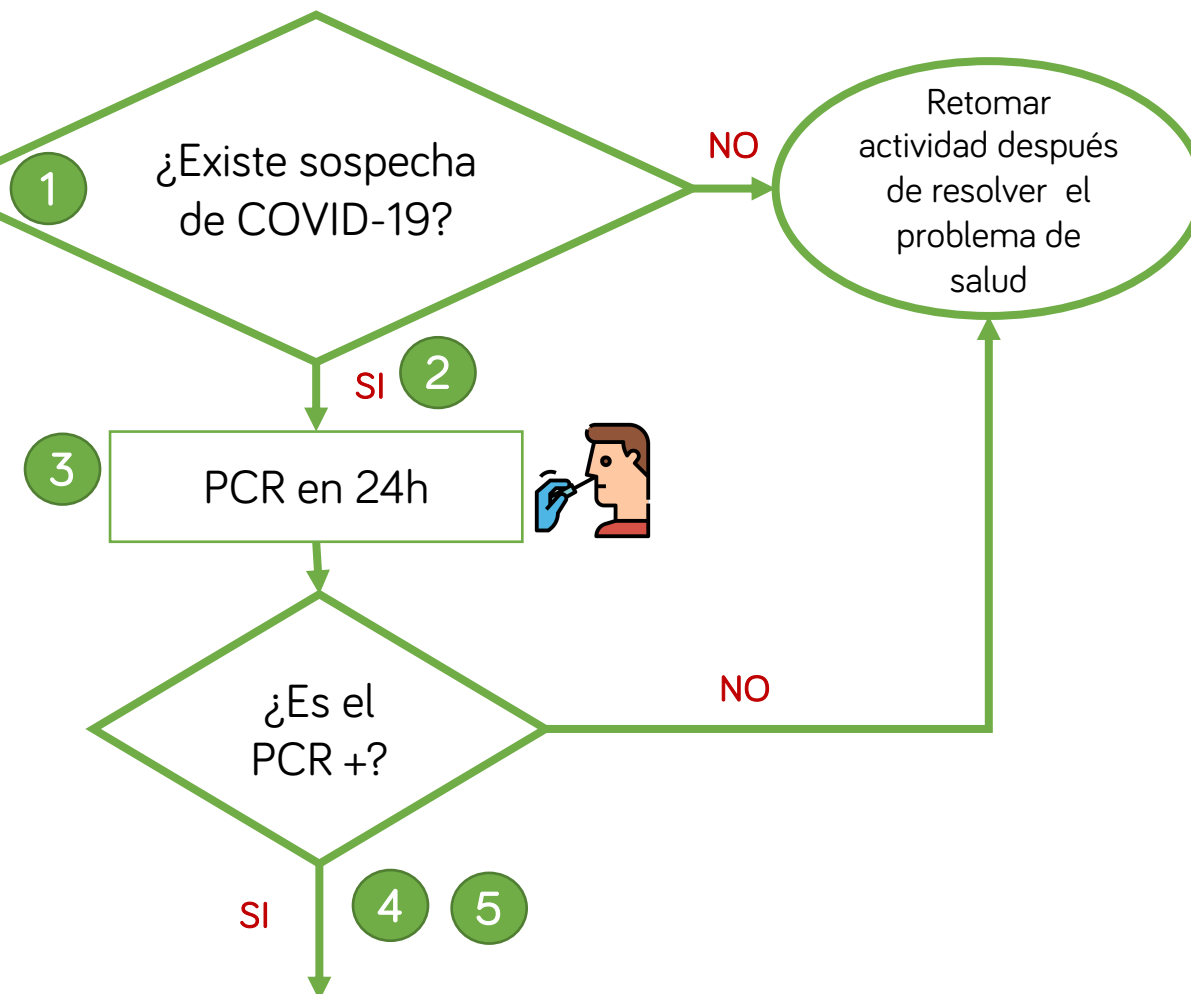 1
¿Existe sospecha
de COVID-19?
NO
Retomar
actividad después
de resolver el
problema de
salud
SI
2
3
PCR en 24h
¿Es el
PCR +?
NO
SI
4
5